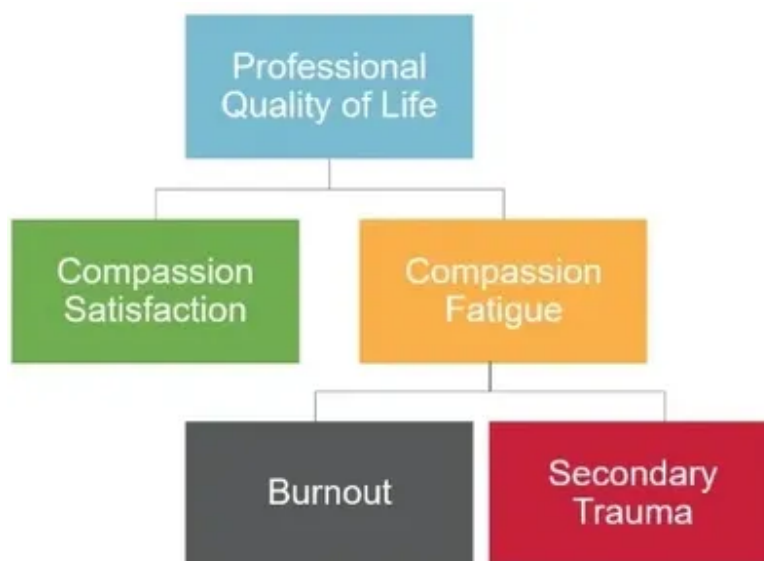 Professional
Quality of Life
Compassion
Satisfaction
Compassion
Fatigue
Burnout
Secondary
Trauma